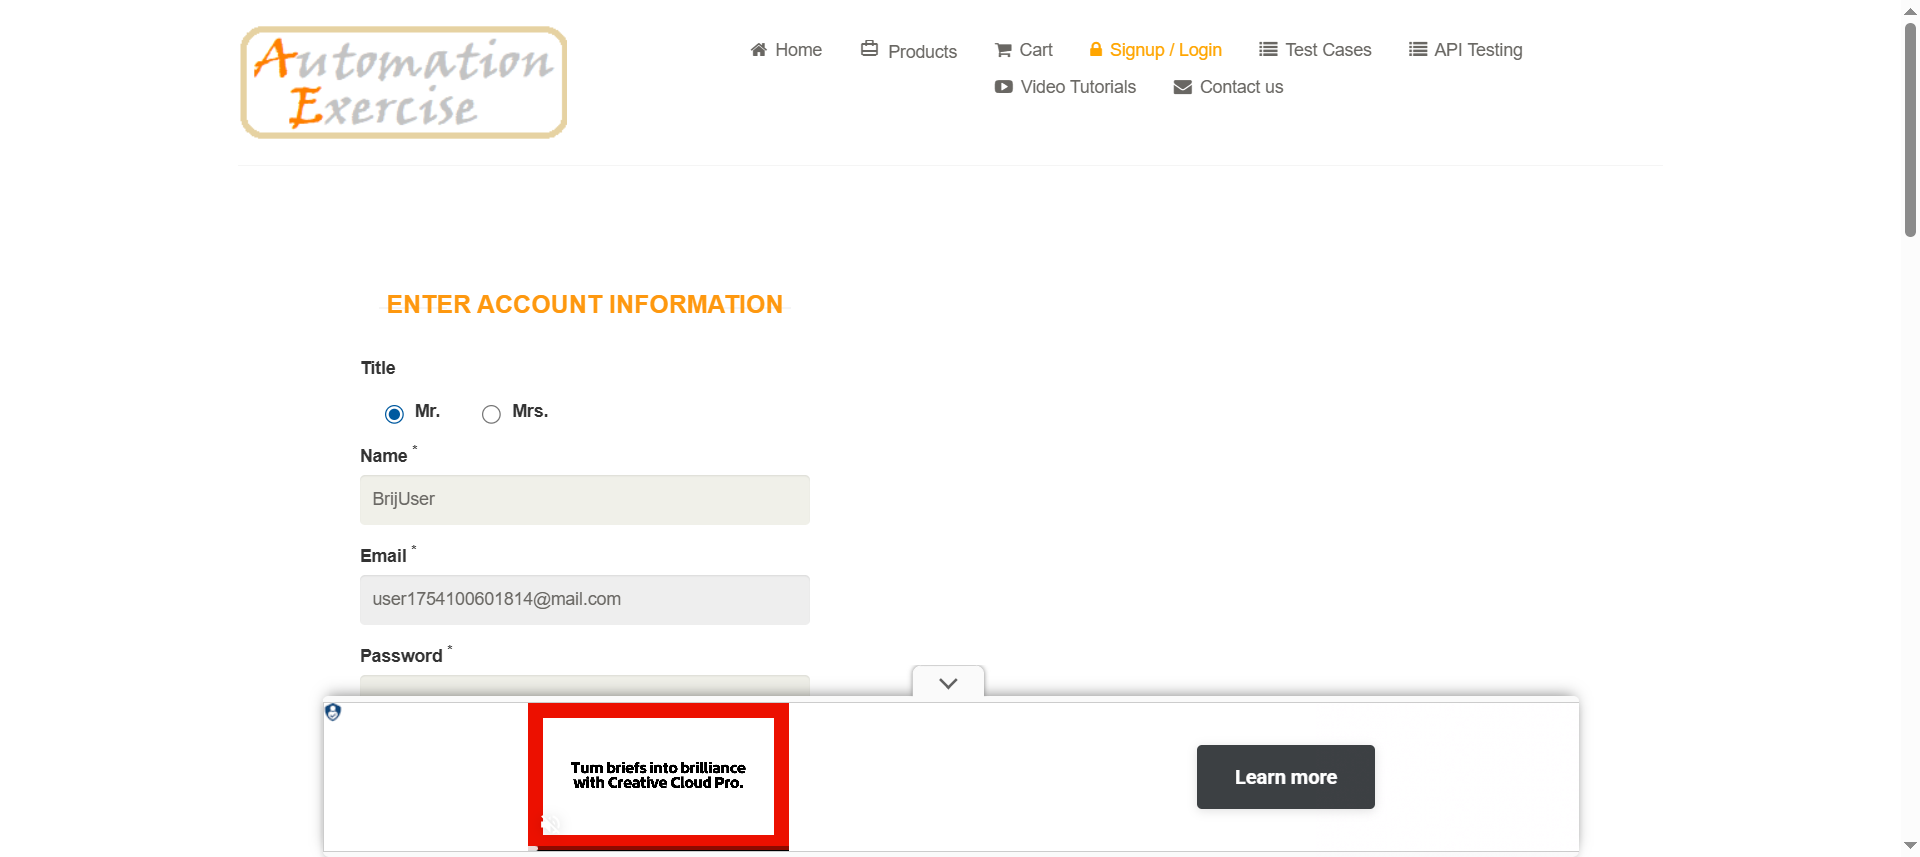 Automation
Exercise
Home
Products
Cart
Signup / Login
Test Cases
API Testing
Video Tutorials
Contact us
ENTER ACCOUNT INFORMATION
Title
Mr.
Mrs.
Name *
BrijUser
Email *
user1754100601814@mail.com
Password *
Turn briefs into brilliance
with Creative Cloud Pro.
Learn more